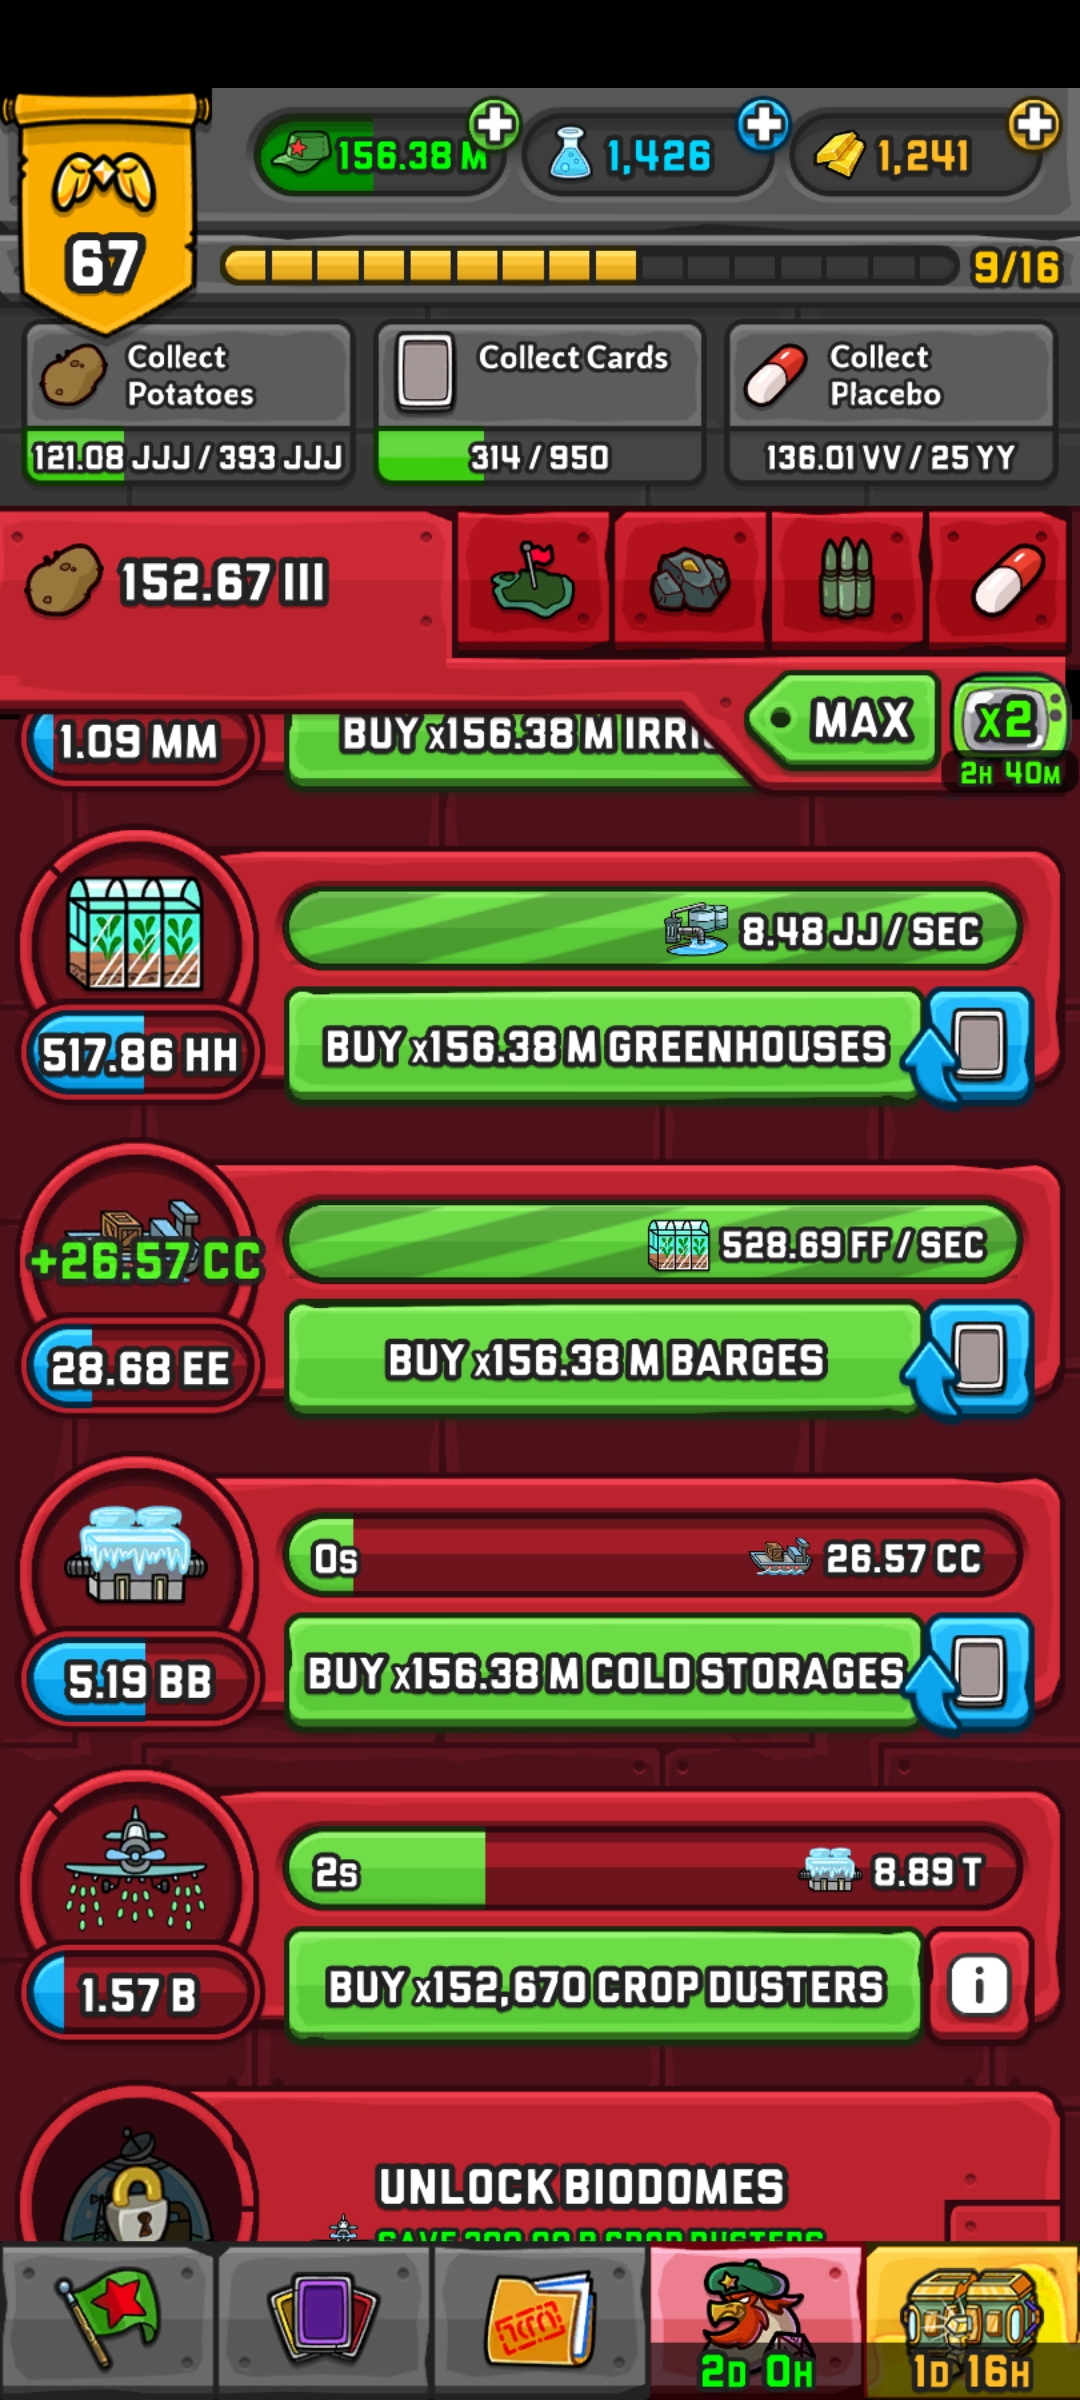 156.38 M
1,426
1,241
67
9/16
Collect
Potatoes
121.08 JJJ / 393 JJJ
Collect Cards
314 / 950
Collect
Placebo
136.01 VV / 25 YY
152.67 III
MAX
x2
2H 40M
1.09 MM
BUY x156.38 M IRRI
8.48 JJ / SEC
517.86 HH
BUY x156.38 M GREENHOUSES
+26.57 CC
528.69 FF / SEC
28.68 EE
BUY x156.38 M BARGES
0s
26.57 CC
5.19 BB
BUY x156.38 M COLD STORAGES
2s
8.89 T
1.57 B
BUY x152,670 CROP DUSTERS
i
UNLOCK BIODOMES
2D 0H
1D 16H